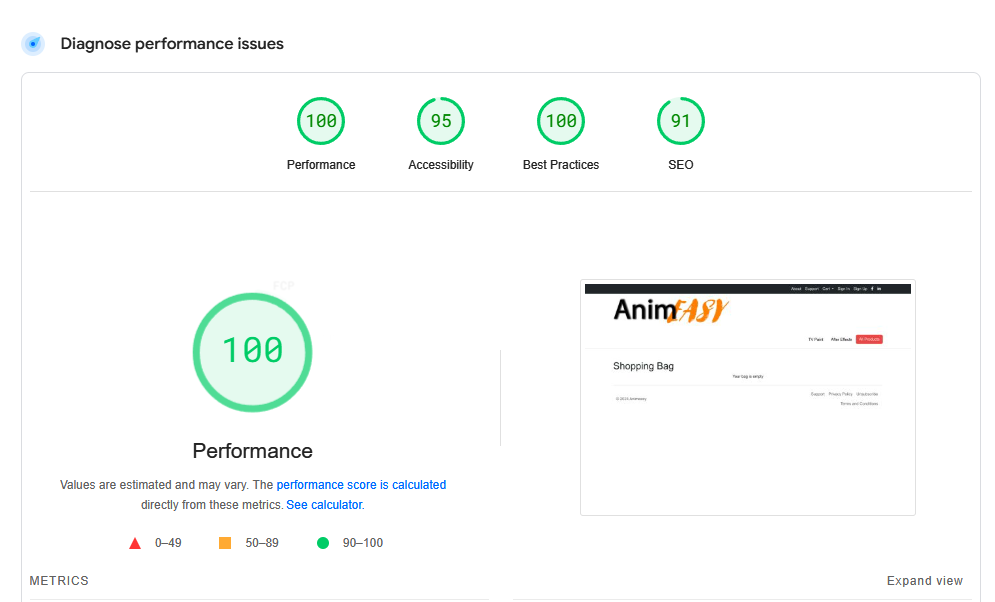 Diagnose performance issues
100 95 100 91
Performance Accessibility Best Practices SEO
FCP
100
Performance
Values are estimated and may vary. The performance score is calculated
directly from these metrics. See calculator.
0–49 50–89 90–100
About Support Cart Sign In Sign Up
AnimEASY
TV Paint After Effects All Products
Shopping Bag
Your bag is empty
Support Privacy Policy Unsubscribe
Terms and Conditions
METRICS Expand view